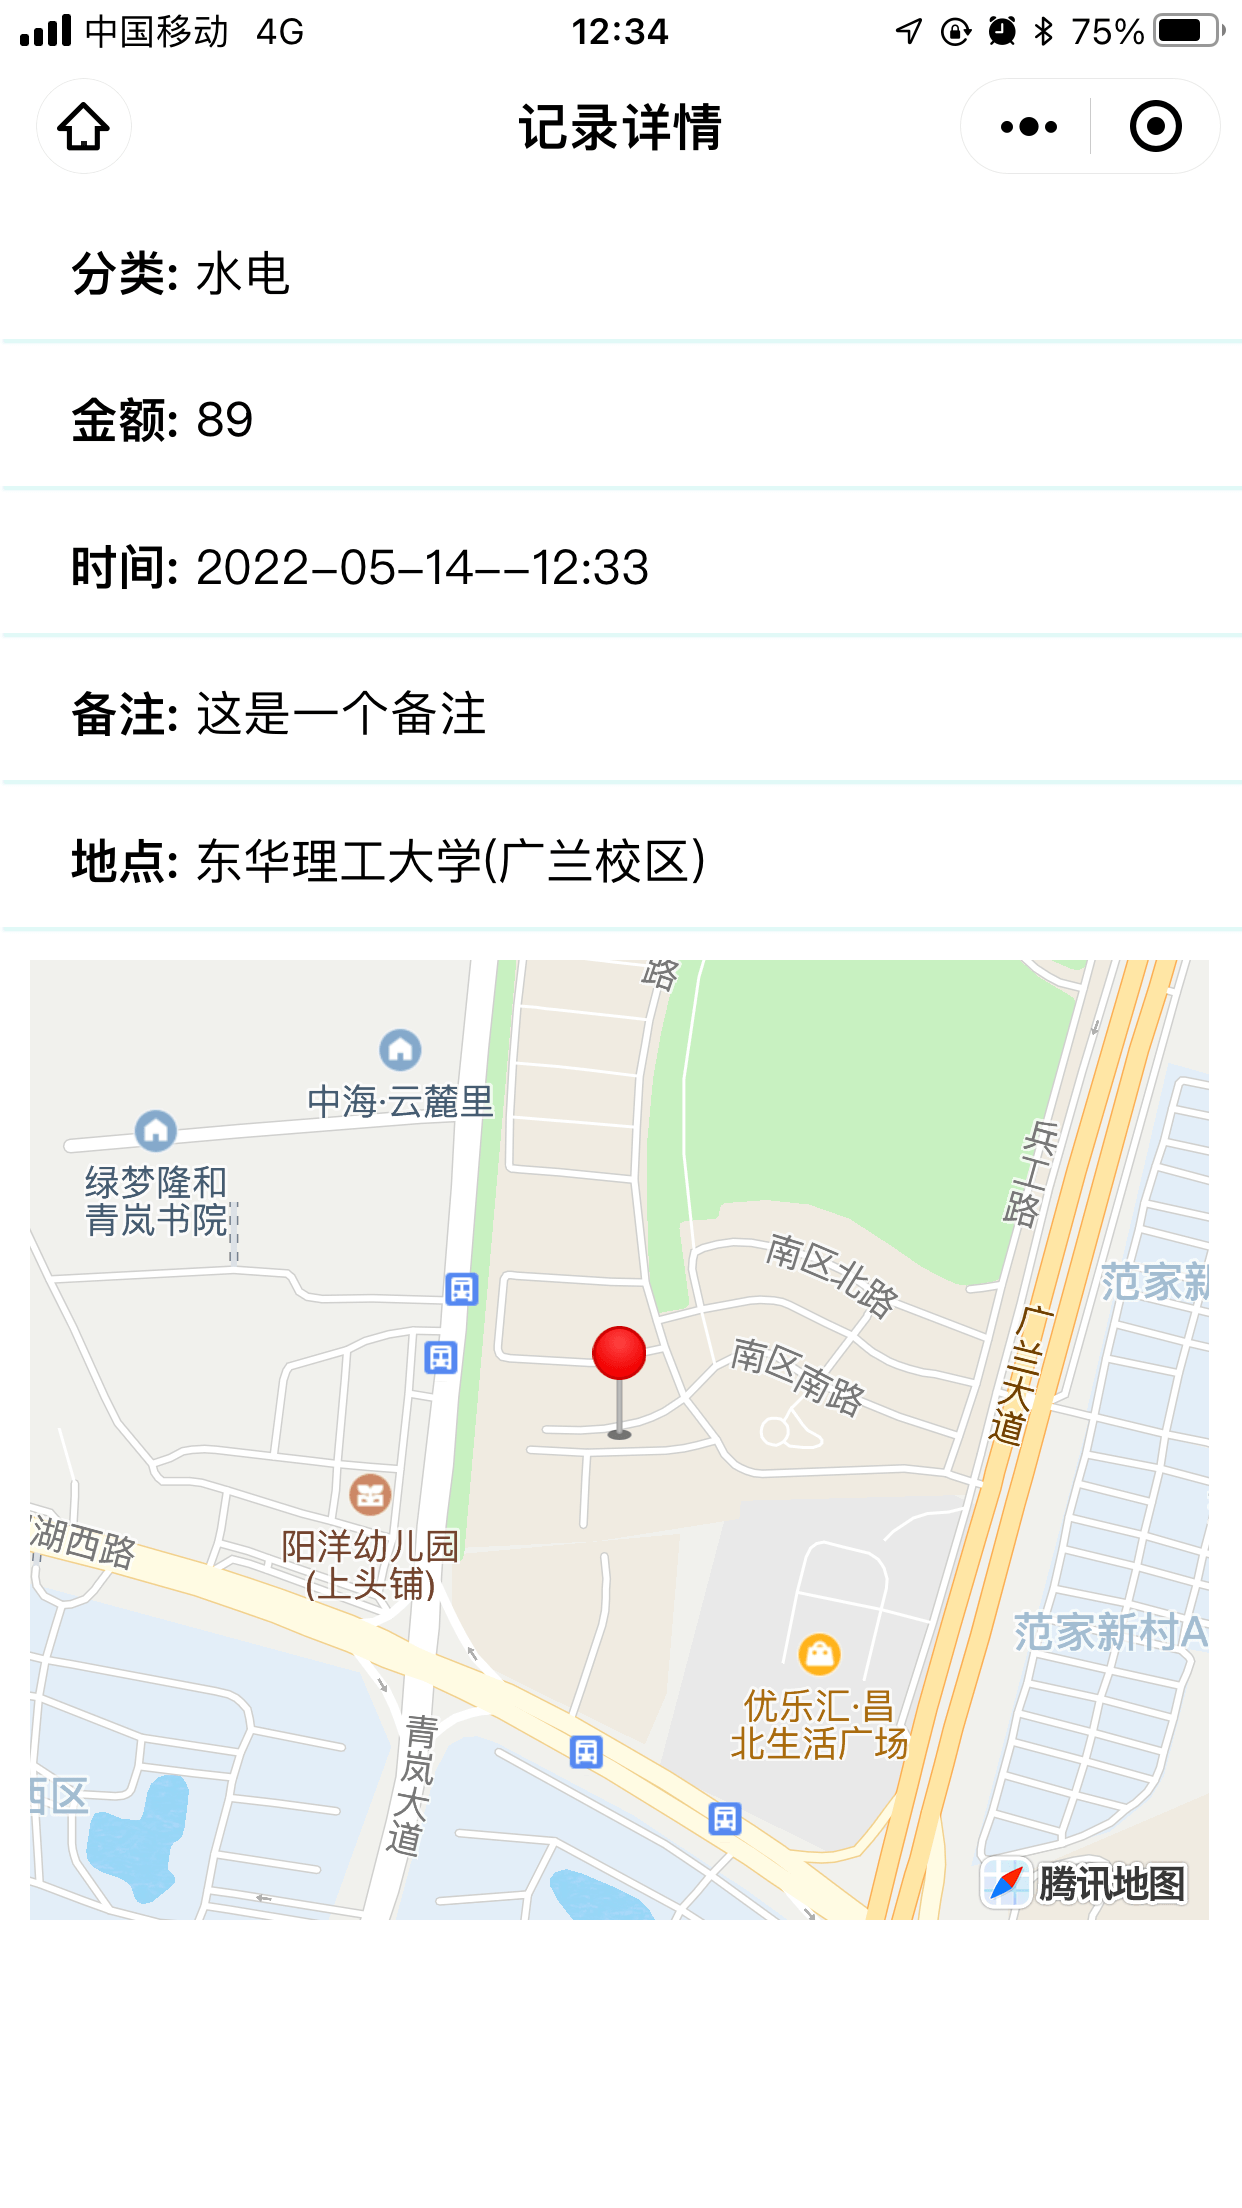 中国移动 4G 12:34 75%
记录详情
分类: 水电
金额: 89
时间: 2022-05-14--12:33
备注: 这是一个备注
地点: 东华理工大学(广兰校区)
路
中海·云麓里
绿梦隆和
青岚书院
兵工路
南区北路
范家新
广兰大道
南区南路
湖西路
阳洋幼儿园
(上头铺)
范家新村A
优乐汇·昌
北生活广场
青岚大道
西区
腾讯地图